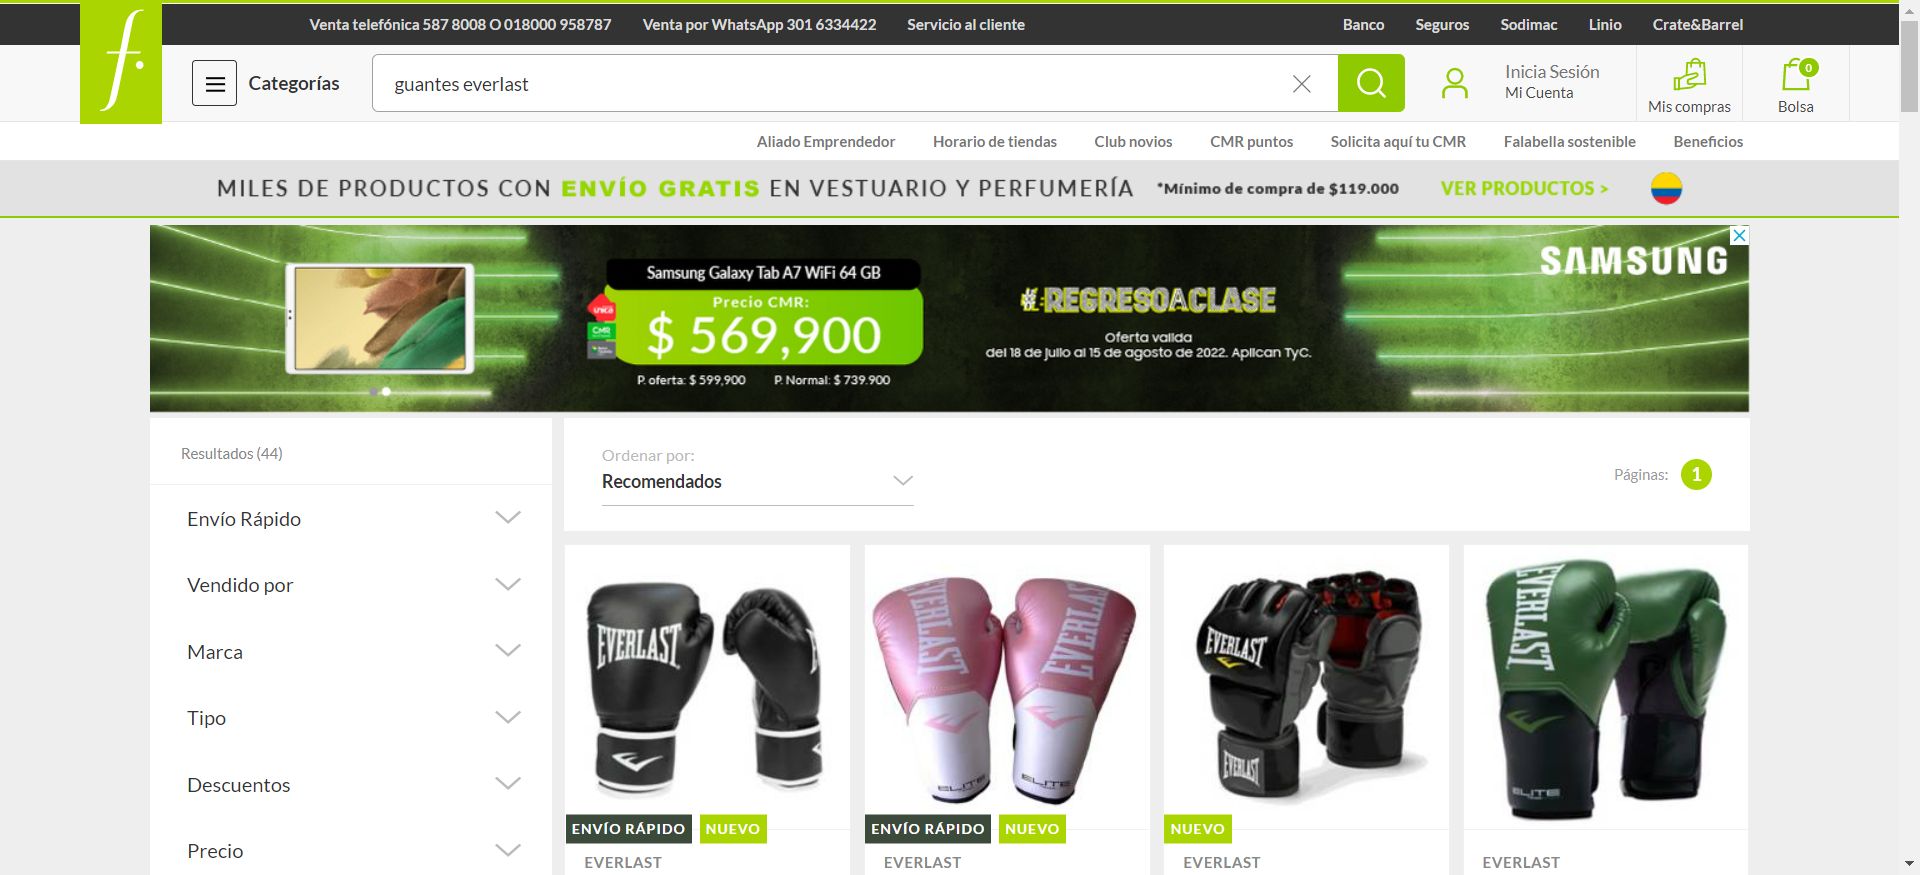 Venta telefónica 587 8008 O 018000 958787
Venta por WhatsApp 301 6334422
Servicio al cliente
Banco
Seguros
Sodimac
Linio
Crate&Barrel
f.
Categorías
guantes everlast
Inicia Sesión
Mi Cuenta
Mis compras
0
Bolsa
Aliado Emprendedor
Horario de tiendas
Club novios
CMR puntos
Solicita aquí tu CMR
Falabella sostenible
Beneficios
MILES DE PRODUCTOS CON ENVÍO GRATIS EN VESTUARIO Y PERFUMERÍA *Mínimo de compra de $119.000 VER PRODUCTOS >
Samsung Galaxy Tab A7 WiFi 64 GB
Precio CMR:
única
CMR
$ 569,900
P. oferta: $ 599,900 P. Normal: $ 739.900
#REGRESOACLASE
Oferta valida
del 18 de julio al 15 de agosto de 2022. Aplican TyC.
SAMSUNG
Resultados (44)
Envío Rápido
Vendido por
Marca
Tipo
Descuentos
Precio
Ordenar por:
Recomendados
Páginas: 1
EVERLAST
ENVÍO RÁPIDO NUEVO
EVERLAST
EVERLAST
EVERLAST
ELITE
ELITE
ENVÍO RÁPIDO NUEVO
EVERLAST
EVERLAST
EVERLAST
NUEVO
EVERLAST
EVERLAST
ELITE
EVERLAST